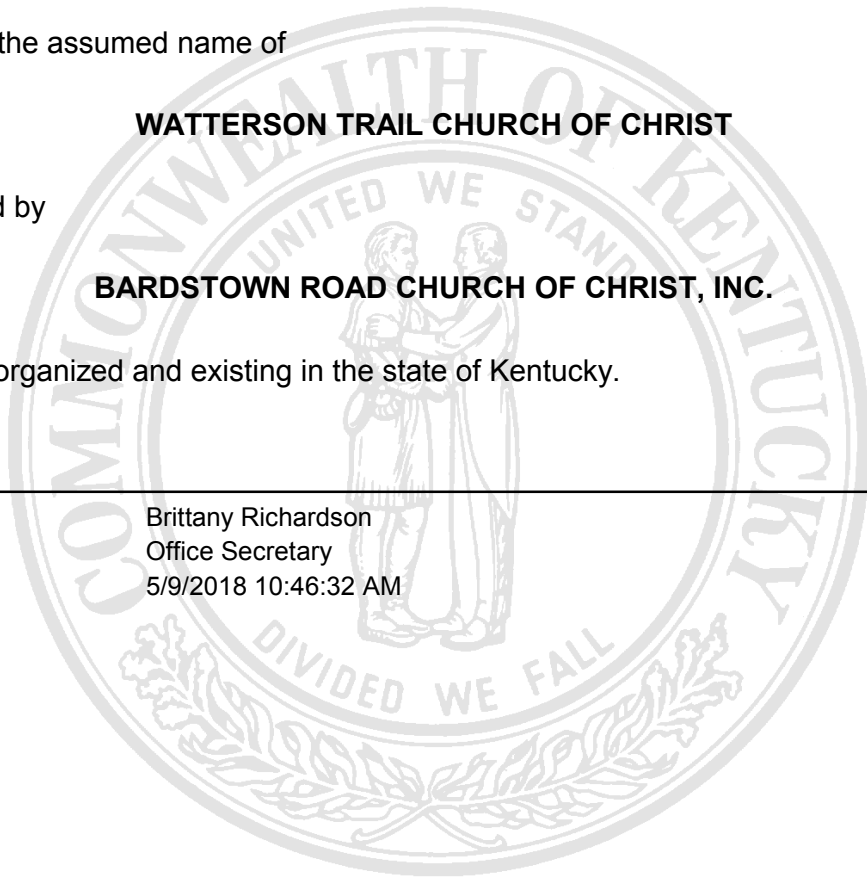 the assumed name of
WATTERSON TRAIL CHURCH OF CHRIST
by
BARDSTOWN ROAD CHURCH OF CHRIST, INC.
organized and existing in the state of Kentucky.
Brittany Richardson
Office Secretary
5/9/2018 10:46:32 AM
COMMONWEALTH OF KENTUCKY
UNITED WE STAND
DIVIDED WE FALL